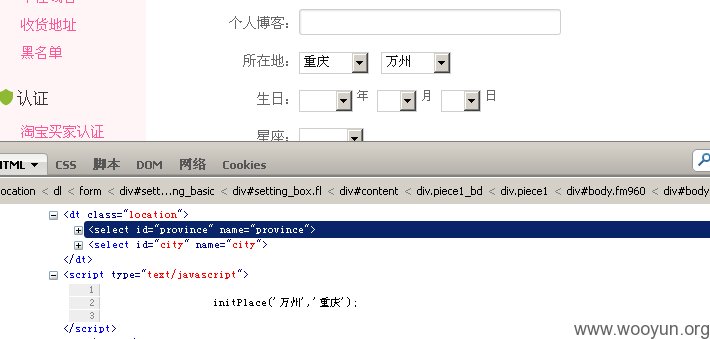 收货地址
黑名单
认证
淘宝买家认证
个人博客：
所在地： 重庆 万州
生日： 年 月 日
星座：
HTML CSS 脚本 DOM 网络 Cookies
ocation < dl < form < div#sett...ng_basic < div#setting_box.fl < div#content < div.piece1_bd < div.piece1 < div#body.fm960 < div#body
<dt class="location">
<select id="province" name="province">
<select id="city" name="city">
</dt>
<script type="text/javascript">
1
2 initPlace('万州','重庆');
3
</script>
www.wooyun.org